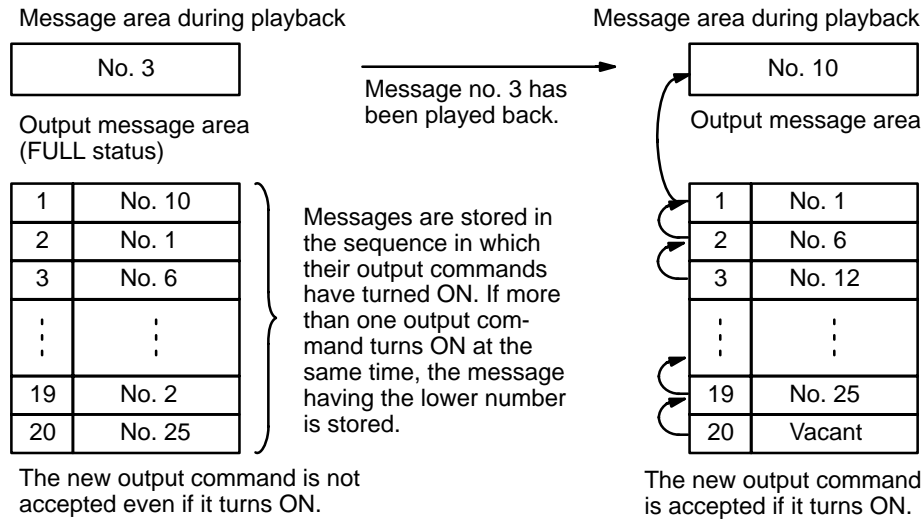 Message area during playback
No. 3
Output message area
(FULL status)
1 No. 10
2 No. 1
3 No. 6
19 No. 2
20 No. 25
The new output command is not
accepted even if it turns ON.
Message no. 3 has
been played back.
Messages are stored in
the sequence in which
their output commands
have turned ON. If more
than one output com-
mand turns ON at the
same time, the message
having the lower number
is stored.
Message area during playback
No. 10
Output message area
1 No. 1
2 No. 6
3 No. 12
19 No. 25
20 Vacant
The new output command
is accepted if it turns ON.